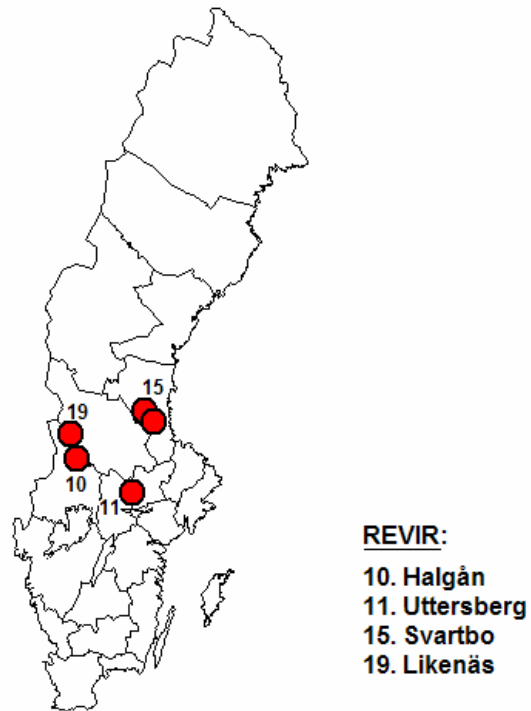 15
19
10
11
REVIR:
10. Halgån
11. Uttersberg
15. Svartbo
19. Likenäs